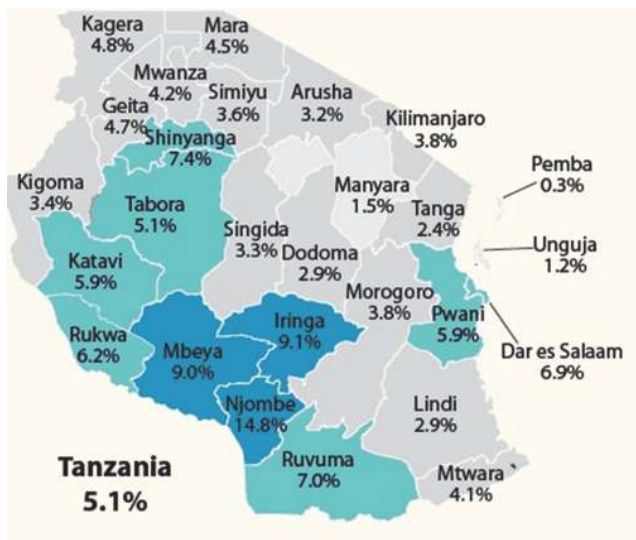 Kagera
4.8%
Mara
4.5%
Mwanza
4.2%
Simiyu
3.6%
Arusha
3.2%
Geita
4.7%
Kilimanjaro
3.8%
Shinyanga
7.4%
Pemba
0.3%
Kigoma
3.4%
Manyara
1.5%
Tabora
5.1%
Tanga
2.4%
Singida
3.3%
Unguja
1.2%
Dodoma
2.9%
Katavi
5.9%
Morogoro
3.8%
Pwani
5.9%
Iringa
9.1%
Rukwa
6.2%
Mbeya
9.0%
Dar es Salaam
6.9%
Njombe
14.8%
Lindi
2.9%
Tanzania
5.1%
Ruvuma
7.0%
Mtwara
4.1%